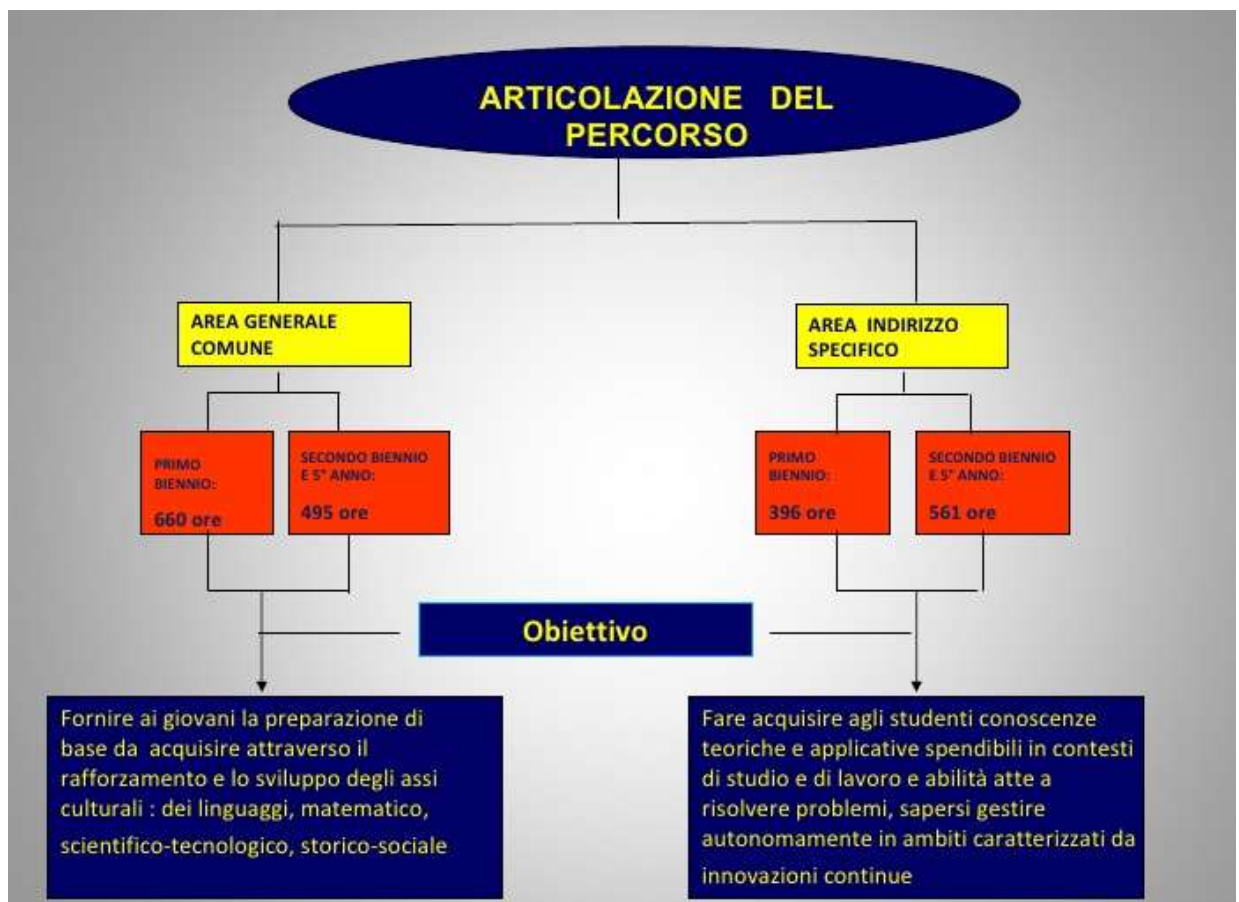 ARTICOLAZIONE DEL
PERCORSO
AREA GENERALE
COMUNE
AREA INDIRIZZO
SPECIFICO
PRIMO
BIENNIO:
660 ore
SECONDO BIENNIO
E 5° ANNO:
495 ore
PRIMO
BIENNIO:
396 ore
SECONDO BIENNIO
E 5° ANNO:
561 ore
Obiettivo
Fornire ai giovani la preparazione di
base da acquisire attraverso il
rafforzamento e lo sviluppo degli assi
culturali : dei linguaggi, matematico,
scientifico-tecnologico, storico-sociale
Fare acquisire agli studenti conoscenze
teoriche e applicative spendibili in contesti
di studio e di lavoro e abilità atte a
risolvere problemi, sapersi gestire
autonomamente in ambiti caratterizzati da
innovazioni continue